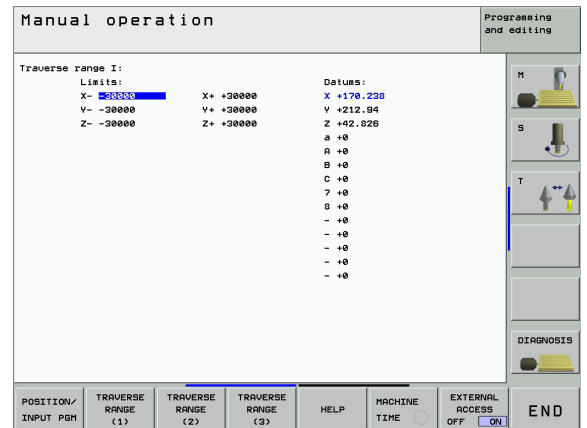 Manual operation
Programming
and editing
Traverse range I:
Limits: Datums:
X- -30000 X+ +30000 X +170.238
Y- -30000 Y+ +30000 Y +212.94
Z- -30000 Z+ +30000 Z +42.826
a +0
A +0
B +0
C +0
7 +0
8 +0
- +0
- +0
- +0
- +0
- +0
M
S
T
DIAGNOSIS
POSITION/
INPUT PGM
TRAVERSE
RANGE
(1)
TRAVERSE
RANGE
(2)
TRAVERSE
RANGE
(3)
HELP
MACHINE
TIME
EXTERNAL
ACCESS
OFF ON
END